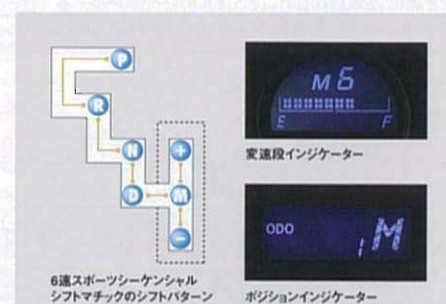 P
R
N
D
+
M
−
6速スポーツシーケンシャル
シフトマチックのシフトパターン
M 6
E F
変速段インジケーター
ODO 1 M
ポジションインジケーター